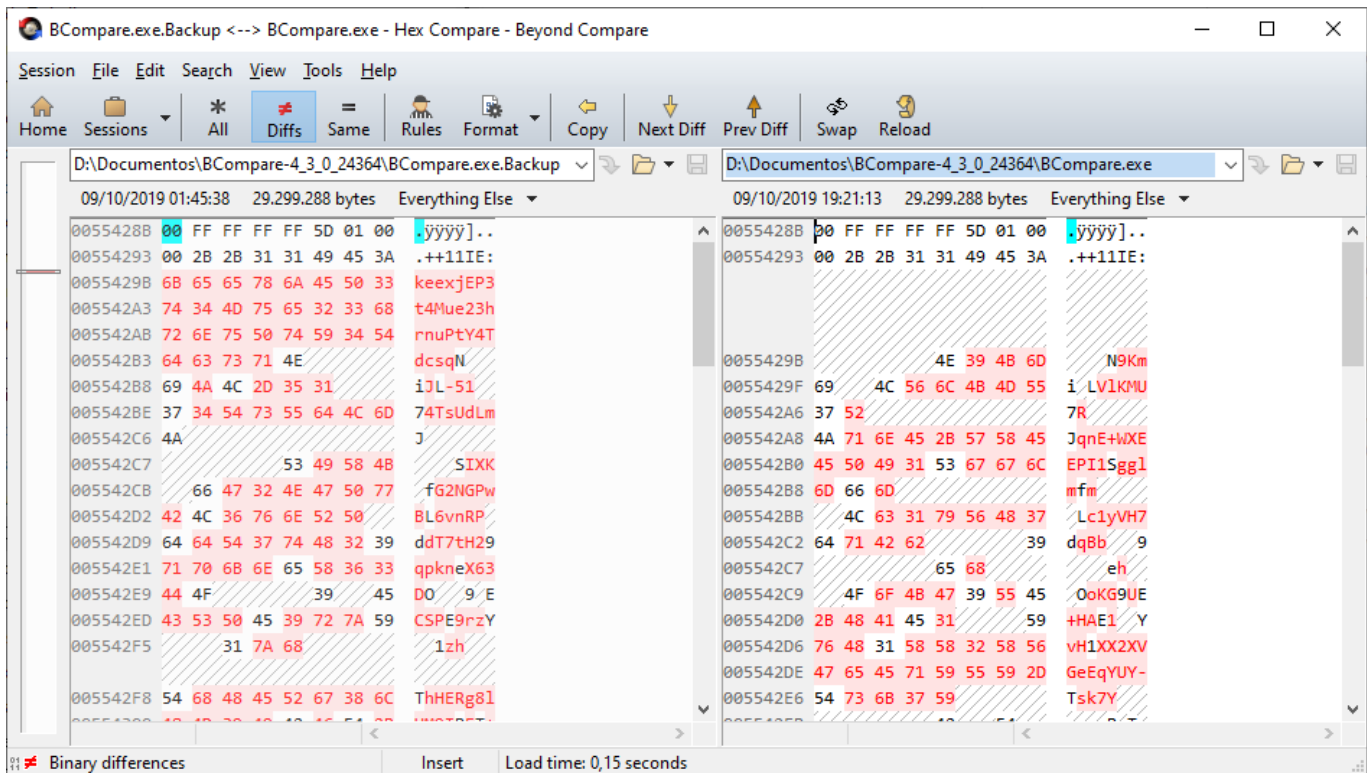 BCompare.exe.Backup <--> BCompare.exe - Hex Compare - Beyond Compare
Session File Edit Search View Tools Help
Home Sessions All Diffs Same Rules Format Copy Next Diff Prev Diff Swap Reload
D:\Documentos\BCompare-4_3_0_24364\BCompare.exe.Backup
09/10/2019 01:45:38 29.299.288 bytes Everything Else
0055428B 00 FF FF FF FF 5D 01 00 .ÿÿÿÿ]..
00554293 00 2B 2B 31 31 49 45 3A .++11IE:
0055429B 6B 65 65 78 6A 45 50 33 keexjEP3
005542A3 74 34 4D 75 65 32 33 68 t4Mue23h
005542AB 72 6E 75 50 74 59 34 54 rnuPtY4T
005542B3 64 63 73 71 4E dcsqN
005542B8 69 4A 4C 2D 35 31 iJL-51
005542BE 37 34 54 73 55 64 4C 6D 74TsUdLm
005542C6 4A J
005542C7 53 49 58 4B SIXK
005542CB 66 47 32 4E 47 50 77 fG2NGPw
005542D2 42 4C 36 76 6E 52 50 BL6vnRP
005542D9 64 64 54 37 74 48 32 39 ddT7tH29
005542E1 71 70 6B 6E 65 58 36 33 qpkneX63
005542E9 44 4F 39 45 DO 9 E
005542ED 43 53 50 45 39 72 7A 59 CSPE9rzY
005542F5 31 7A 68 1zh
005542F8 54 68 48 45 52 67 38 6C ThHERg8l
D:\Documentos\BCompare-4_3_0_24364\BCompare.exe
09/10/2019 19:21:13 29.299.288 bytes Everything Else
0055428B 00 FF FF FF FF 5D 01 00 .ÿÿÿÿ]..
00554293 00 2B 2B 31 31 49 45 3A .++11IE:
0055429B 4E 39 4B 6D N9Km
0055429F 69 4C 56 6C 4B 4D 55 i LVlKMU
005542A6 37 52 7R
005542A8 4A 71 6E 45 2B 57 58 45 JqnE+WXE
005542B0 45 50 49 31 53 67 67 6C EPI1Sggl
005542B8 6D 66 6D mfm
005542BB 4C 63 31 79 56 48 37 Lc1yVH7
005542C2 64 71 42 62 39 dqBb 9
005542C7 65 68 eh
005542C9 4F 6F 4B 47 39 55 45 OoKG9UE
005542D0 2B 48 41 45 31 59 +HAE1 Y
005542D6 76 48 31 58 58 32 58 56 vH1XX2XV
005542DE 47 65 45 71 59 55 59 2D GeEqYUY-
005542E6 54 73 6B 37 59 Tsk7Y
Binary differences Insert Load time: 0,15 seconds